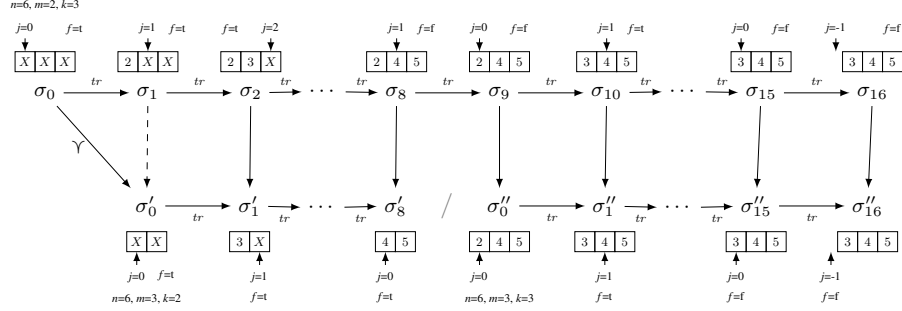 n=6, m=2, k=3
j=0 f=t j=1 f=t f=t j=2 j=1 f=f j=0 f=f j=1 f=t j=0 f=f j=-1 f=f
X X X 2 X X 2 3 X 2 4 5 2 4 5 3 4 5 3 4 5 3 4 5
tr tr tr tr tr tr tr tr tr
σ0 σ1 σ2 ··· σ8 σ9 σ10 ··· σ15 σ16
≺
σ′0 σ′1 ··· σ′8 / σ″0 σ″1 ··· σ″15 σ″16
tr tr tr tr tr tr tr
X X 3 X 4 5 2 4 5 3 4 5 3 4 5 3 4 5
j=0 f=t j=1 j=0 j=0 j=1 j=0 j=-1
n=6, m=3, k=2 f=t f=t n=6, m=3, k=3 f=t f=f f=f